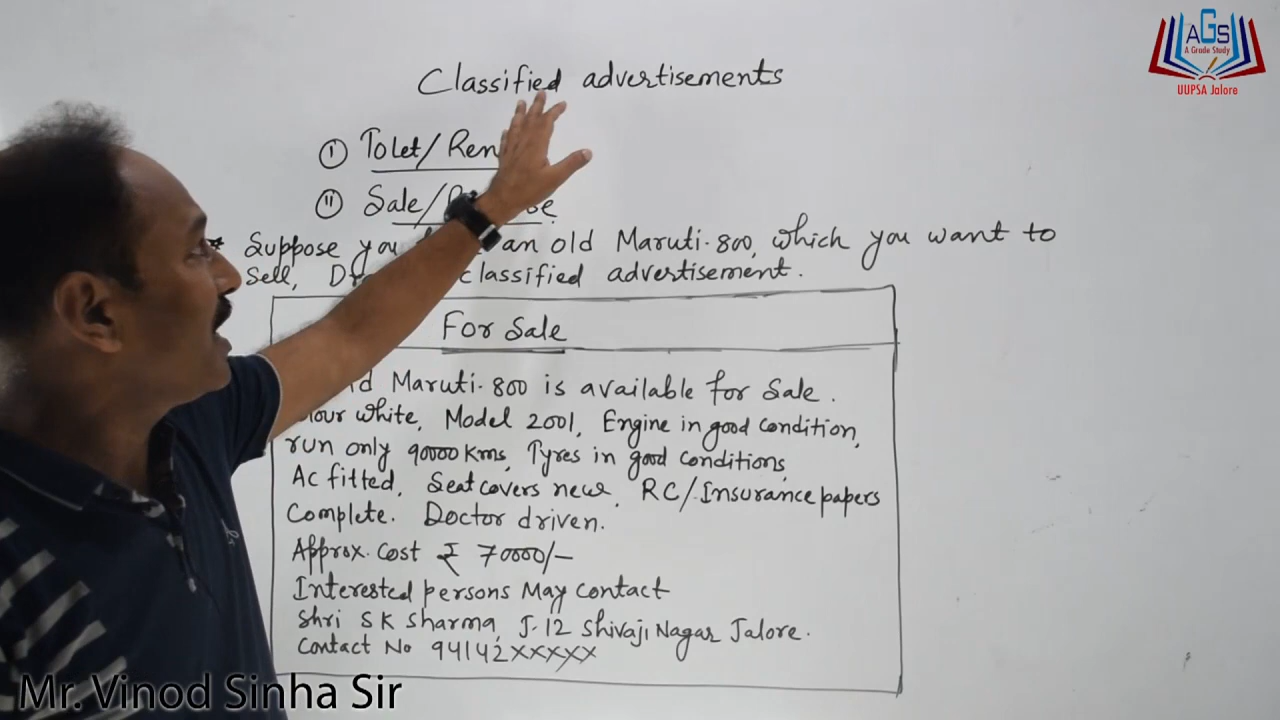 AGS
A Grade Study
UUPSA Jalore
Classified advertisements
I Tolet/Ren
II Sale/
* Suppose you an old Maruti-800, which you want to
Sell, classified advertisement.
For Sale
Maruti-800 is available for Sale.
white, Model 2001, Engine in good condition,
run only 90000 Kms, Tyres in good conditions,
Ac fitted, Seat covers new, RC/Insurance papers
Complete. Doctor driven.
Approx. Cost ₹ 70000/-
Interested persons May Contact
Shri S K Sharma, J-12 Shivaji Nagar Jalore.
Contact No 94142xxxxx
Mr. Vinod Sinha Sir